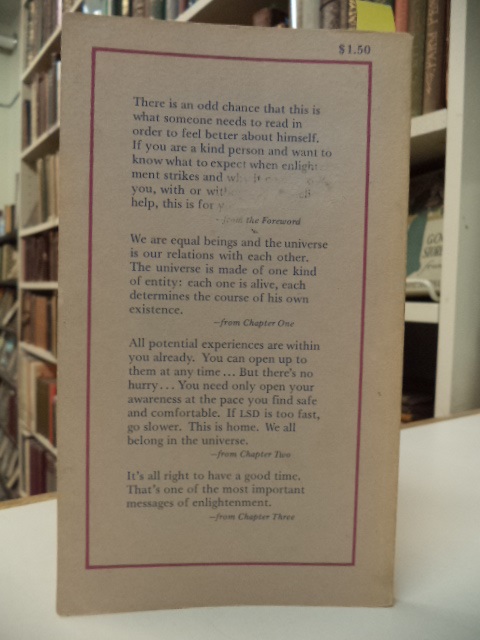 $1.50
There is an odd chance that this is
what someone needs to read in
order to feel better about himself.
If you are a kind person and want to
know what to expect when enlight
ment strikes and
you, with or
help, this is for
—from the Foreword
We are equal beings and the universe
is our relations with each other.
The universe is made of one kind
of entity: each one is alive, each
determines the course of his own
existence.
—from Chapter One
All potential experiences are within
you already. You can open up to
them at any time... But there's no
hurry... You need only open your
awareness at the pace you find safe
and comfortable. If LSD is too fast,
go slower. This is home. We all
belong in the universe.
—from Chapter Two
It's all right to have a good time.
That's one of the most important
messages of enlightenment.
—from Chapter Three